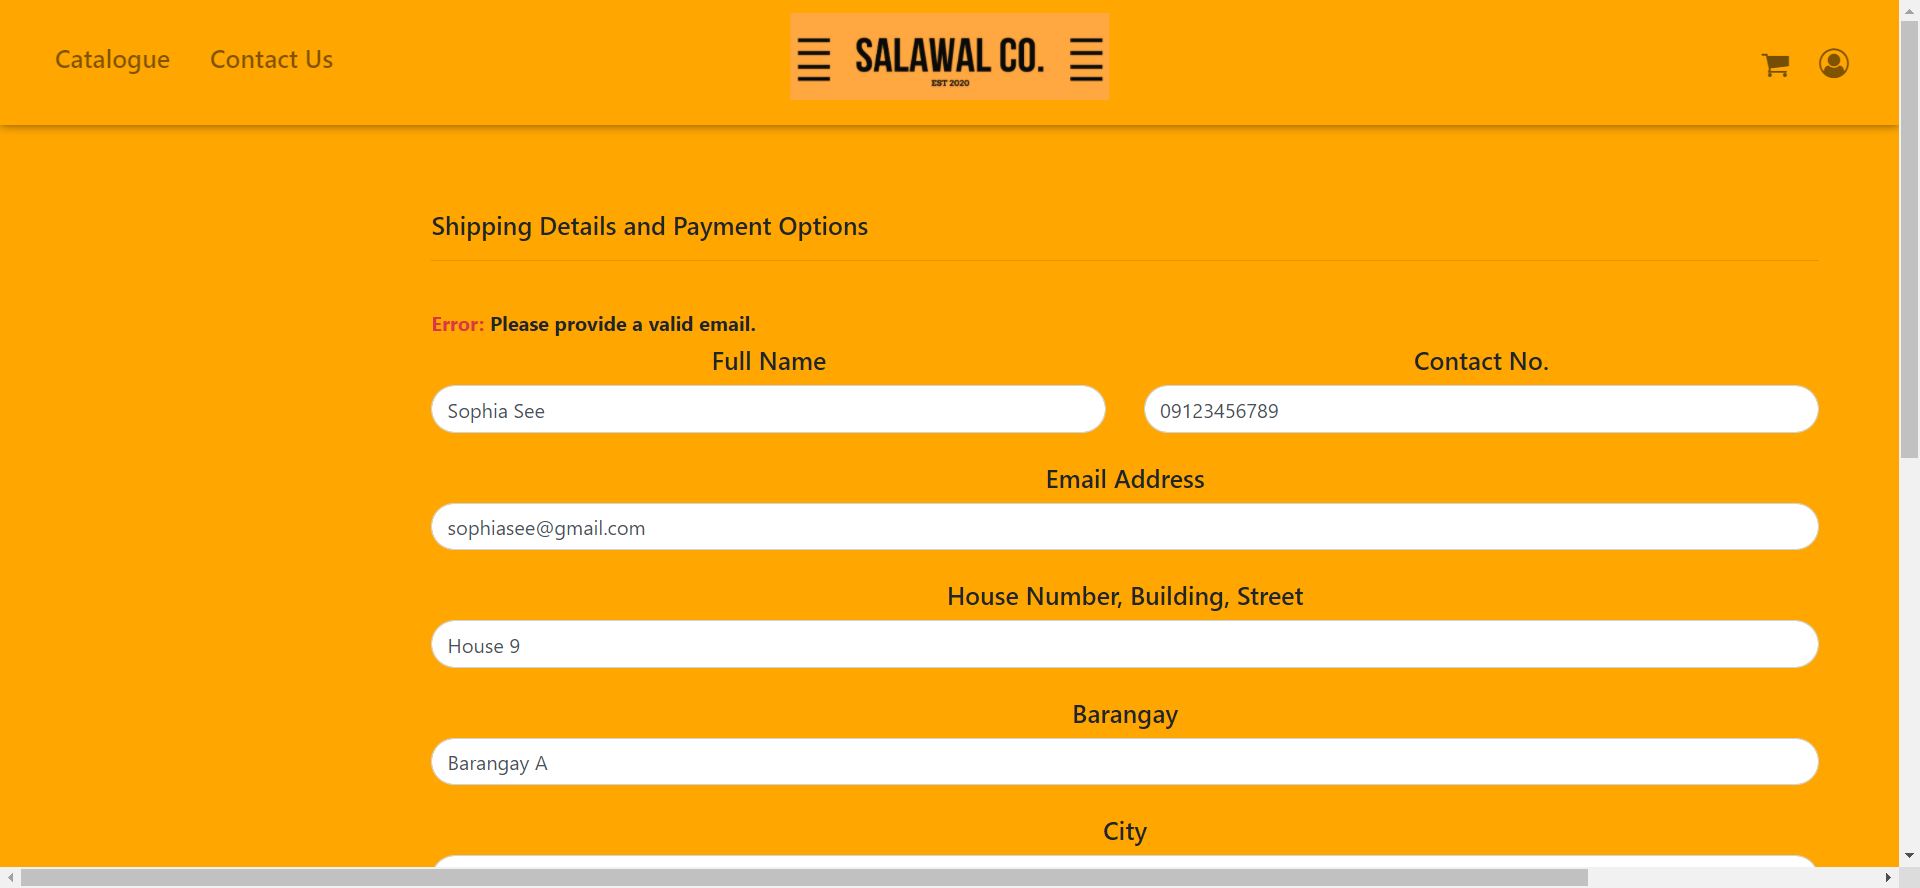 Catalogue Contact Us
SALAWAL CO.
EST 2020
Shipping Details and Payment Options
Error: Please provide a valid email.
Full Name Contact No.
Sophia See 09123456789
Email Address
sophiasee@gmail.com
House Number, Building, Street
House 9
Barangay
Barangay A
City